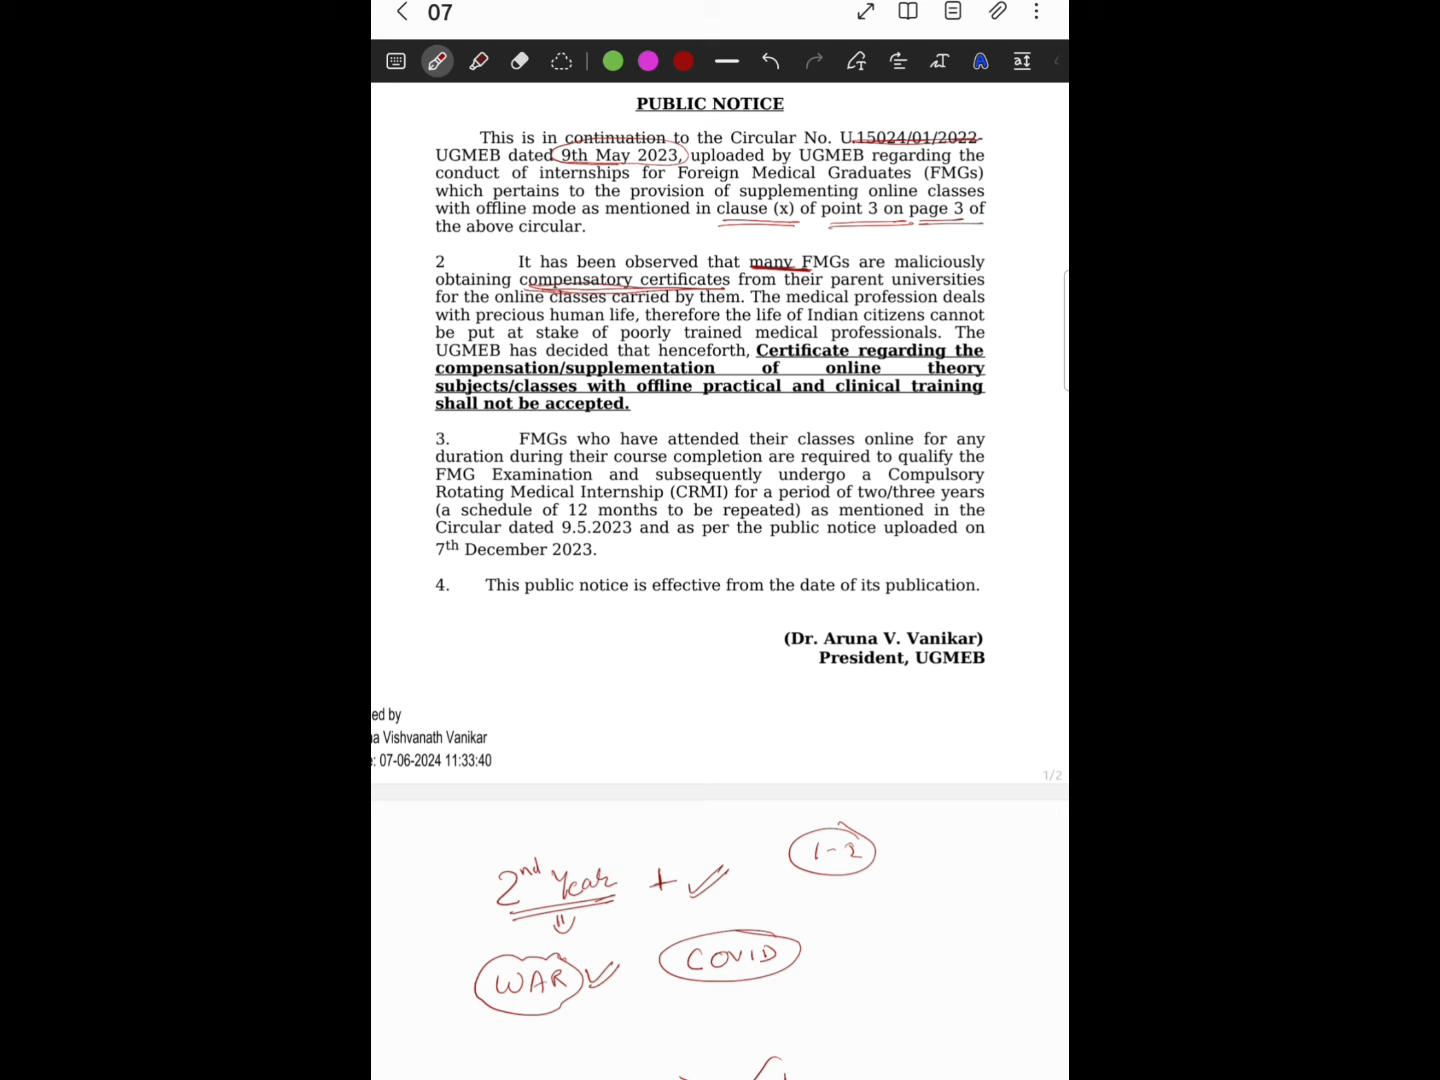 07
PUBLIC NOTICE
This is in continuation to the Circular No. U.15024/01/2022-
UGMEB dated 9th May 2023, uploaded by UGMEB regarding the
conduct of internships for Foreign Medical Graduates (FMGs)
which pertains to the provision of supplementing online classes
with offline mode as mentioned in clause (x) of point 3 on page 3 of
the above circular.
2 It has been observed that many FMGs are maliciously
obtaining compensatory certificates from their parent universities
for the online classes carried by them. The medical profession deals
with precious human life, therefore the life of Indian citizens cannot
be put at stake of poorly trained medical professionals. The
UGMEB has decided that henceforth, Certificate regarding the
compensation/supplementation of online theory
subjects/classes with offline practical and clinical training
shall not be accepted.
3. FMGs who have attended their classes online for any
duration during their course completion are required to qualify the
FMG Examination and subsequently undergo a Compulsory
Rotating Medical Internship (CRMI) for a period of two/three years
(a schedule of 12 months to be repeated) as mentioned in the
Circular dated 9.5.2023 and as per the public notice uploaded on
7th December 2023.
4. This public notice is effective from the date of its publication.
(Dr. Aruna V. Vanikar)
President, UGMEB
ed by
na Vishvanath Vanikar
e: 07-06-2024 11:33:40
1/2
1-2
2nd Year +
WAR COVID